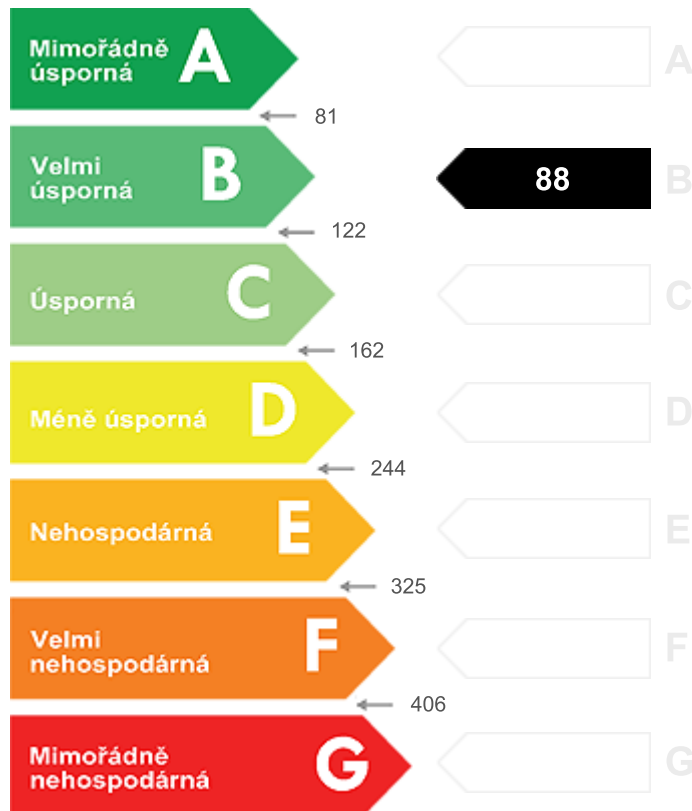 Mimořádně
úsporná
A
A
81
Velmi
úsporná
B
88
B
122
Úsporná
C
C
162
Méně úsporná
D
D
244
Nehospodárná
E
E
325
Velmi
nehospodárná
F
F
406
Mimořádně
nehospodárná
G
G